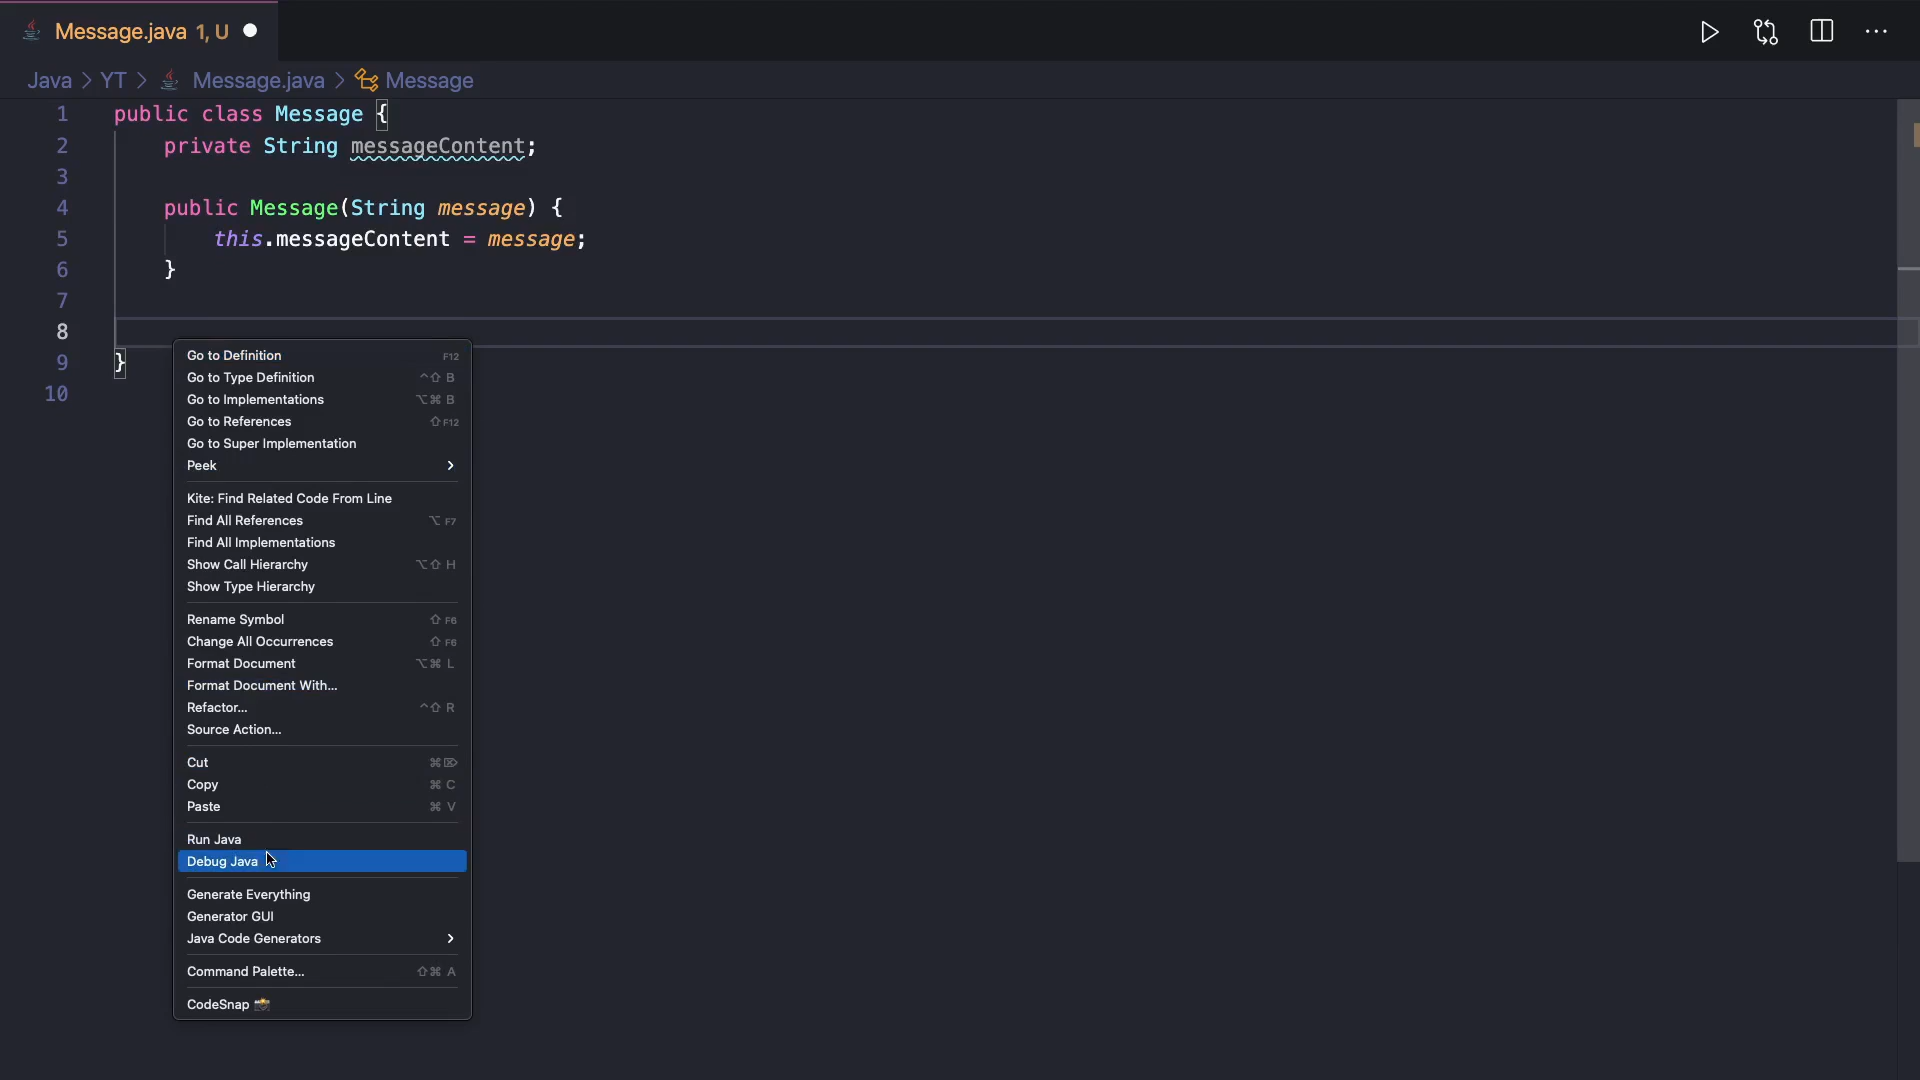 Message.java 1, U
Java > YT > Message.java > Message
1 public class Message {
2 private String messageContent;
3
4 public Message(String message) {
5 this.messageContent = message;
6 }
7
8
9 }
10
Go to Definition F12
Go to Type Definition ^⇧ B
Go to Implementations ⌥⌘ B
Go to References ⇧F12
Go to Super Implementation
Peek >
Kite: Find Related Code From Line
Find All References ⌥ F7
Find All Implementations
Show Call Hierarchy ⌥⇧ H
Show Type Hierarchy
Rename Symbol ⇧ F6
Change All Occurrences ⇧ F6
Format Document ⌥⌘ L
Format Document With...
Refactor... ^⇧ R
Source Action...
Cut ⌘⌦
Copy ⌘ C
Paste ⌘ V
Run Java
Debug Java
Generate Everything
Generator GUI
Java Code Generators >
Command Palette... ⇧⌘ A
CodeSnap 📸